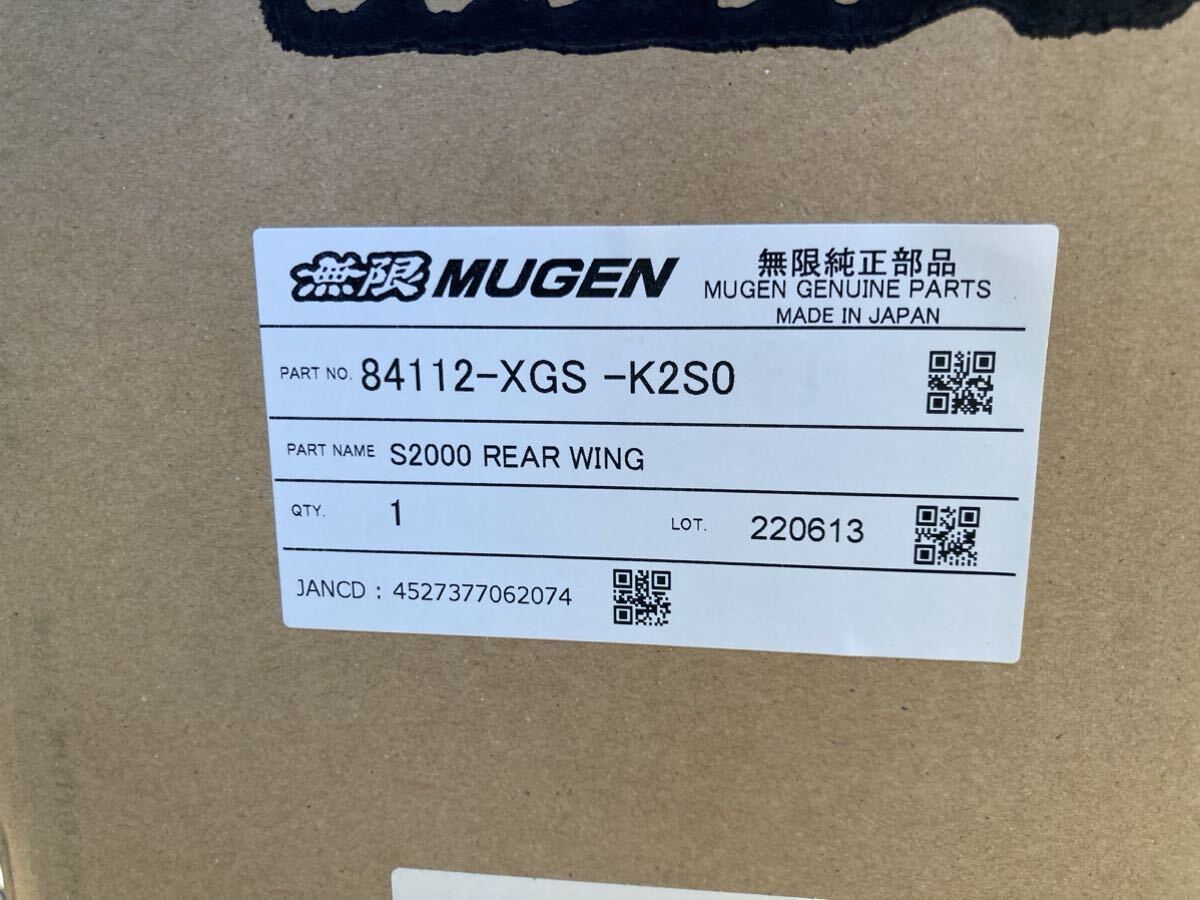 無限 MUGEN
無限純正部品
MUGEN GENUINE PARTS
MADE IN JAPAN
PART NO. 84112-XGS -K2S0
PART NAME S2000 REAR WING
QTY. 1 LOT. 220613
JANCD : 4527377062074